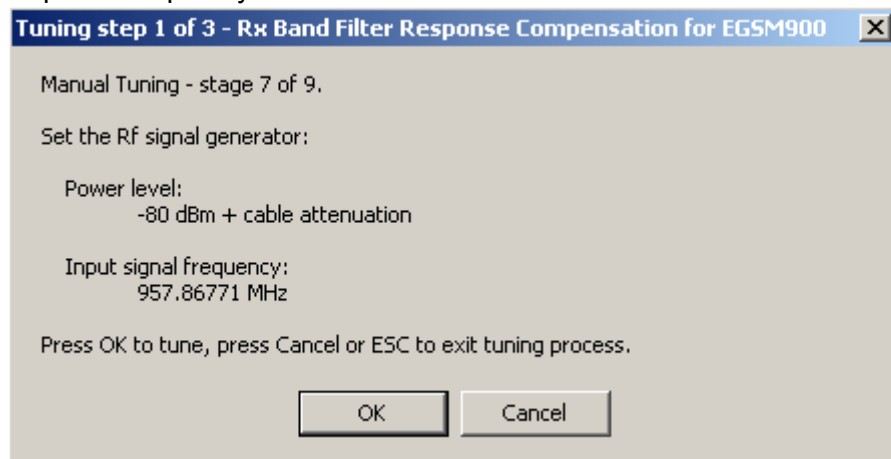 Tuning step 1 of 3 - Rx Band Filter Response Compensation for EGSM900
Manual Tuning - stage 7 of 9.
Set the Rf signal generator:
Power level:
-80 dBm + cable attenuation
Input signal frequency:
957.86771 MHz
Press OK to tune, press Cancel or ESC to exit tuning process.
OK
Cancel